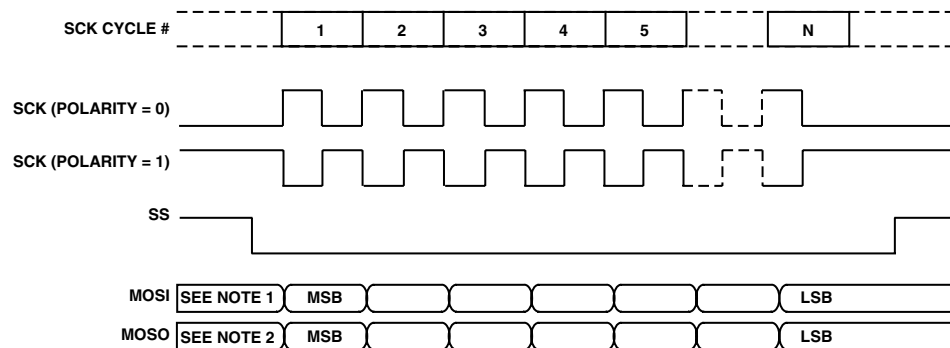 SCK CYCLE #
1 2 3 4 5 N
SCK (POLARITY = 0)
SCK (POLARITY = 1)
SS
MOSI SEE NOTE 1 MSB LSB
MOSO SEE NOTE 2 MSB LSB